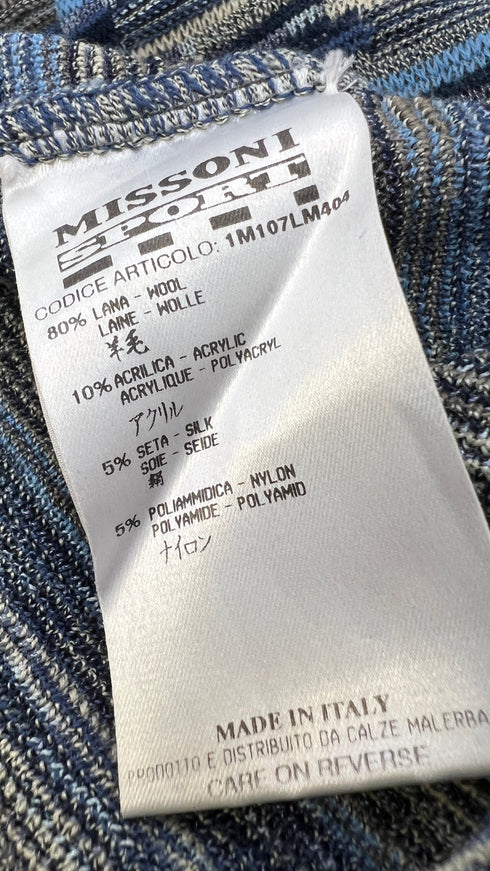 MISSONI
SPORT
CODICE ARTICOLO: 1M107LM404
80% LANA - WOOL
LAINE - WOLLE
羊毛
10% ACRILICA - ACRYLIC
ACRYLIQUE - POLYACRYL
アクリル
5% SETA - SILK
SOIE - SEIDE
絹
5% POLIAMMIDICA - NYLON
POLYAMIDE - POLYAMID
ナイロン
MADE IN ITALY
PRODOTTO E DISTRIBUITO DA CALZE MALERBA
CARE ON REVERSE